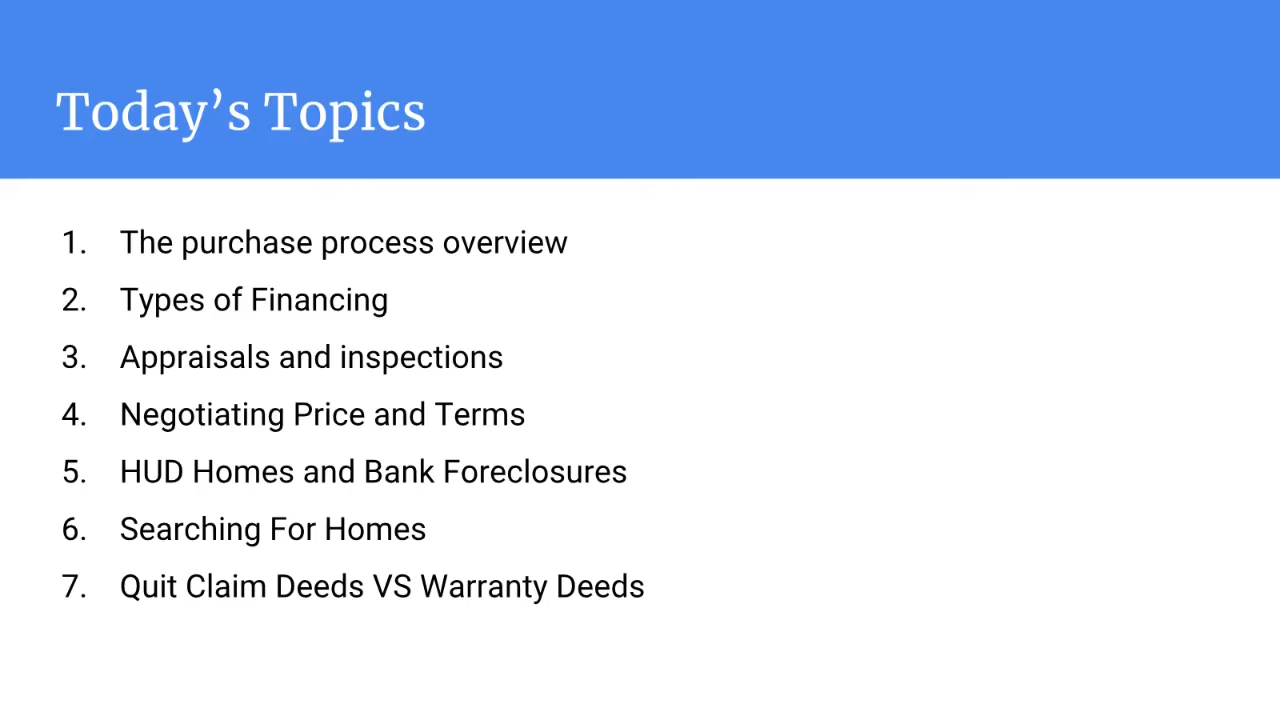 Today’s Topics
1. The purchase process overview
2. Types of Financing
3. Appraisals and inspections
4. Negotiating Price and Terms
5. HUD Homes and Bank Foreclosures
6. Searching For Homes
7. Quit Claim Deeds VS Warranty Deeds